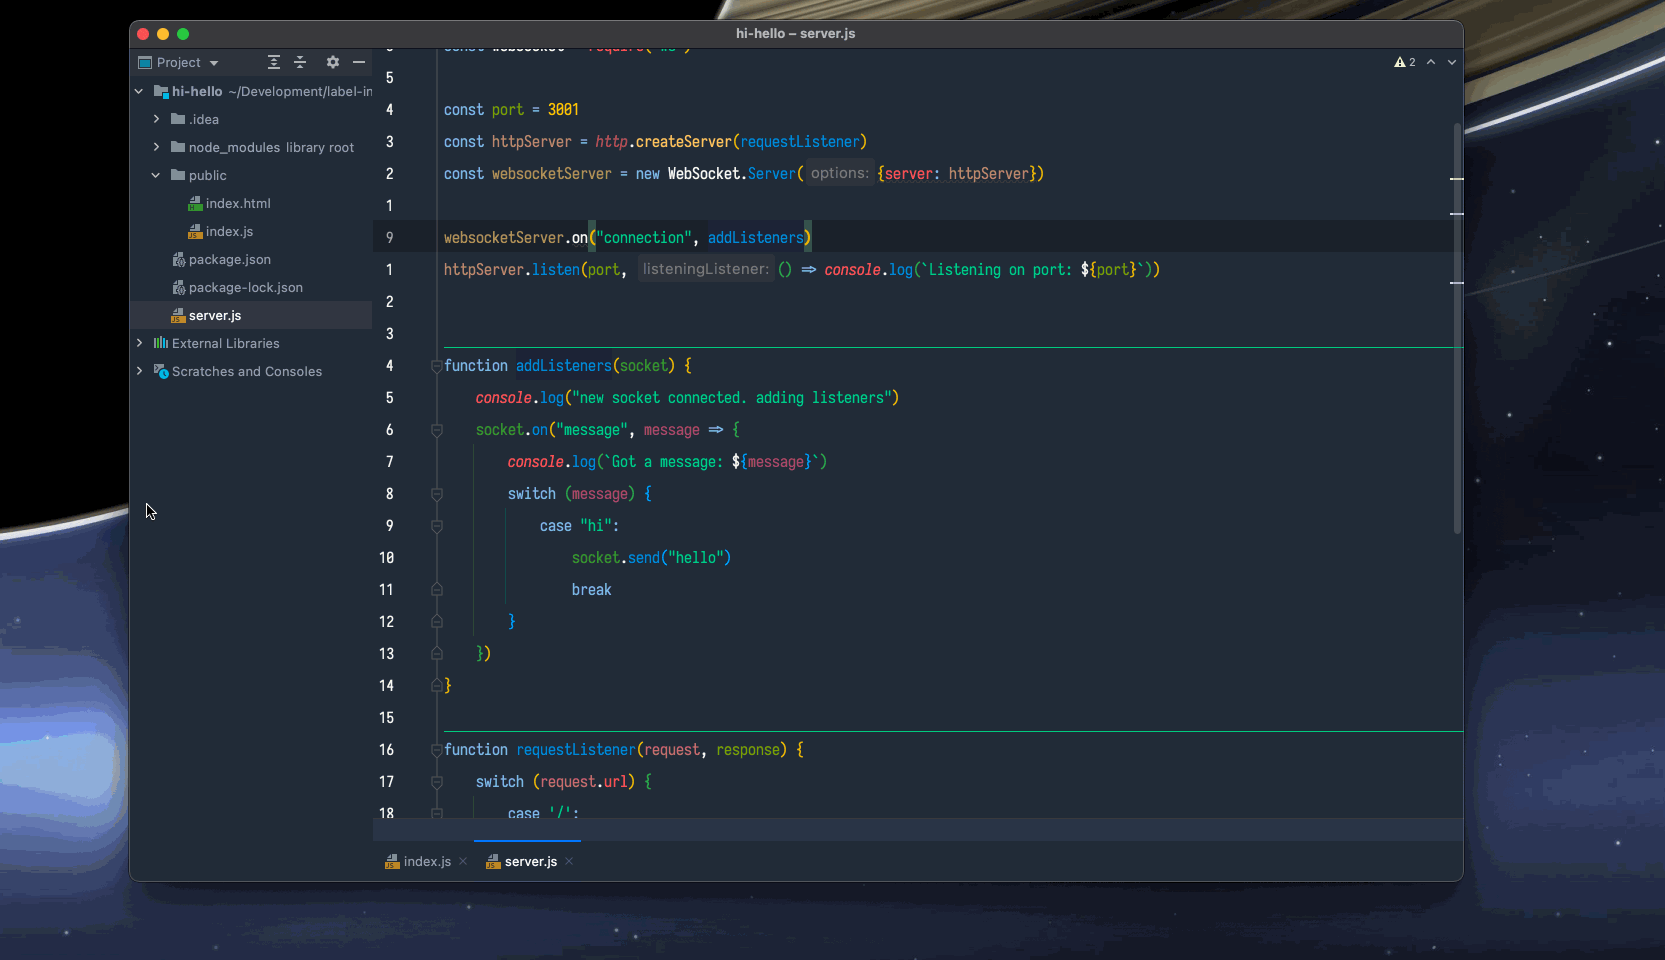 hi-hello – server.js
Project
2
hi-hello ~/Development/label-in
.idea
node_modules library root
public
index.html
index.js
package.json
package-lock.json
server.js
External Libraries
Scratches and Consoles
5
4 const port = 3001
3 const httpServer = http.createServer(requestListener)
2 const websocketServer = new WebSocket.Server( options: {server: httpServer})
1
9 websocketServer.on("connection", addListeners)
1 httpServer.listen(port, listeningListener: () ⇒ console.log(`Listening on port: ${port}`))
2
3
4 function addListeners(socket) {
5 console.log("new socket connected. adding listeners")
6 socket.on("message", message ⇒ {
7 console.log(`Got a message: ${message}`)
8 switch (message) {
9 case "hi":
10 socket.send("hello")
11 break
12 }
13 })
14 }
15
16 function requestListener(request, response) {
17 switch (request.url) {
18 case '/':
index.js
server.js